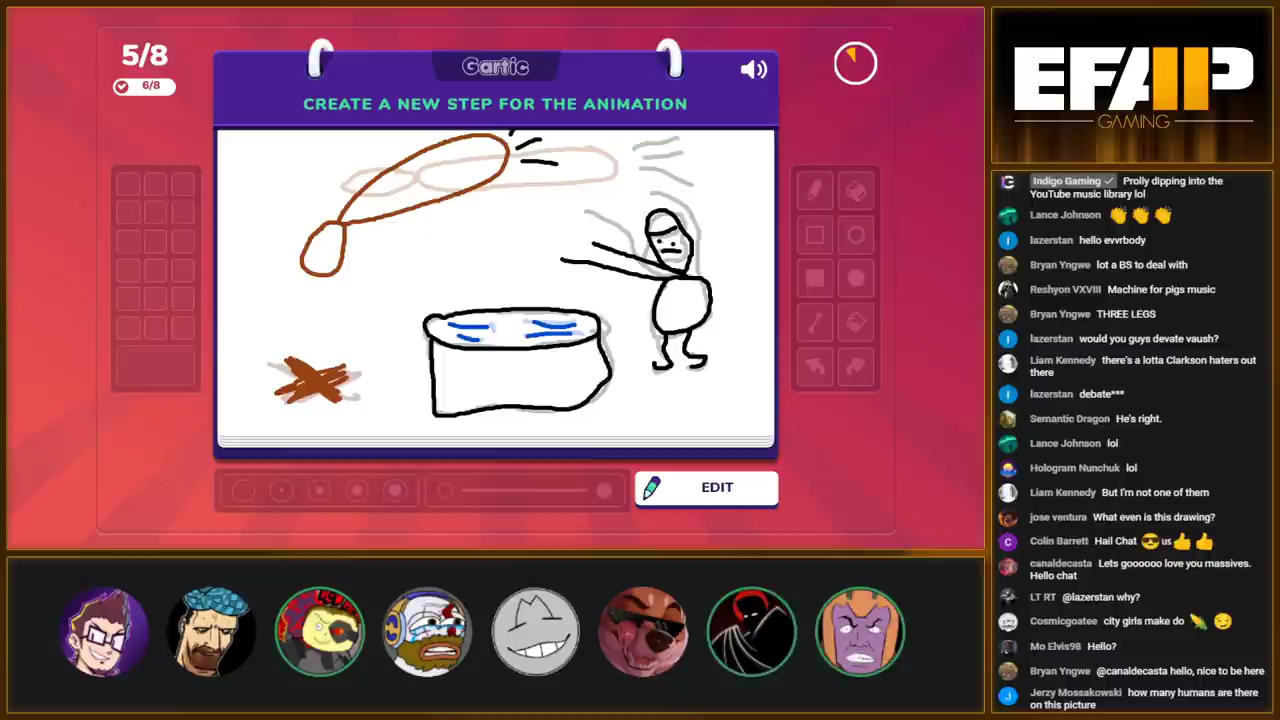 5/8
6/8
Gartic
CREATE A NEW STEP FOR THE ANIMATION
EDIT
EFAP
GAMING
Indigo Gaming ✓ Prolly dipping into the
YouTube music library lol
Lance Johnson 👏 👏 👏
lazerstan hello evvrbody
Bryan Yngwe lot a BS to deal with
Reshyon VXVIII Machine for pigs music
Bryan Yngwe THREE LEGS
lazerstan would you guys devate vaush?
Liam Kennedy there's a lotta Clarkson haters out
there
lazerstan debate***
Semantic Dragon He's right.
Lance Johnson lol
Hologram Nunchuk lol
Liam Kennedy But I'm not one of them
jose ventura What even is this drawing?
Colin Barrett Hail Chat 😎 us 👍 👍
canaldecasta Lets goooooo love you massives.
Hello chat
LT RT @lazerstan why?
Cosmicgoatee city girls make do 🌽 😏
Mo Elvis98 Hello?
Bryan Yngwe @canaldecasta hello, nice to be here
Jerzy Mossakowski how many humans are there
on this picture